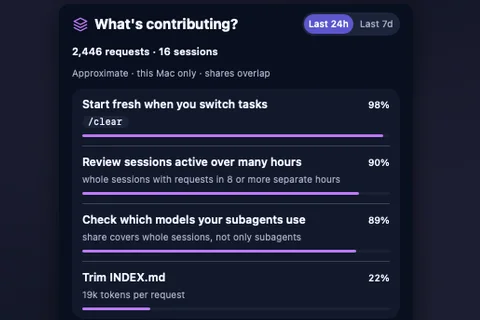 What's contributing?
Last 24h
Last 7d
2,446 requests · 16 sessions
Approximate · this Mac only · shares overlap
Start fresh when you switch tasks
98%
/clear
Review sessions active over many hours
90%
whole sessions with requests in 8 or more separate hours
Check which models your subagents use
89%
share covers whole sessions, not only subagents
Trim INDEX.md
22%
19k tokens per request